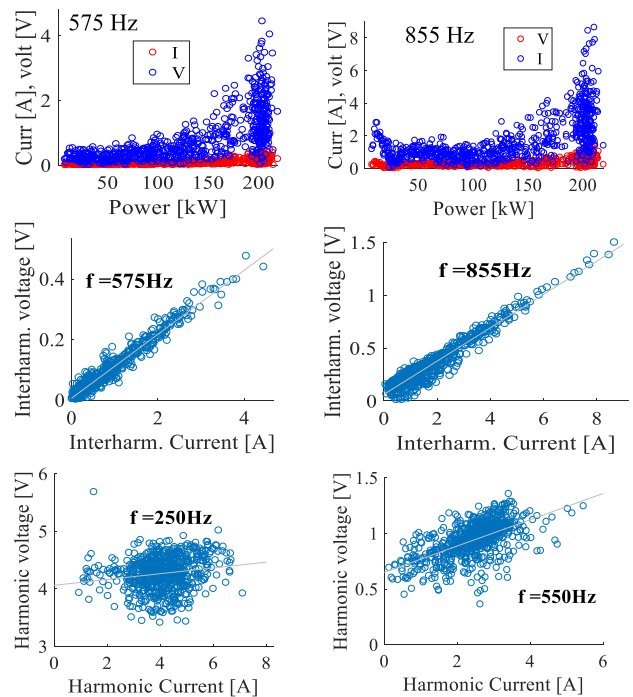 575 Hz
I
V
4
2
0
50
100
150
200
Power [kW]
Curr [A], volt [V]
855 Hz
V
I
8
6
4
2
0
50
100
150
200
Power [kW]
Curr [A], volt [V]
f =575Hz
0.4
0.2
0
0
2
4
Interharm. Current [A]
Interharm. voltage [V]
f =855Hz
1.5
1
0.5
0
0
2
4
6
8
Interharm. Current [A]
Interharm. voltage [V]
f =250Hz
6
5
4
3
0
2
4
6
8
Harmonic Current [A]
Harmonic voltage [V]
f =550Hz
1.5
1
0.5
0
0
2
4
6
Harmonic Current [A]
Harmonic voltage [V]